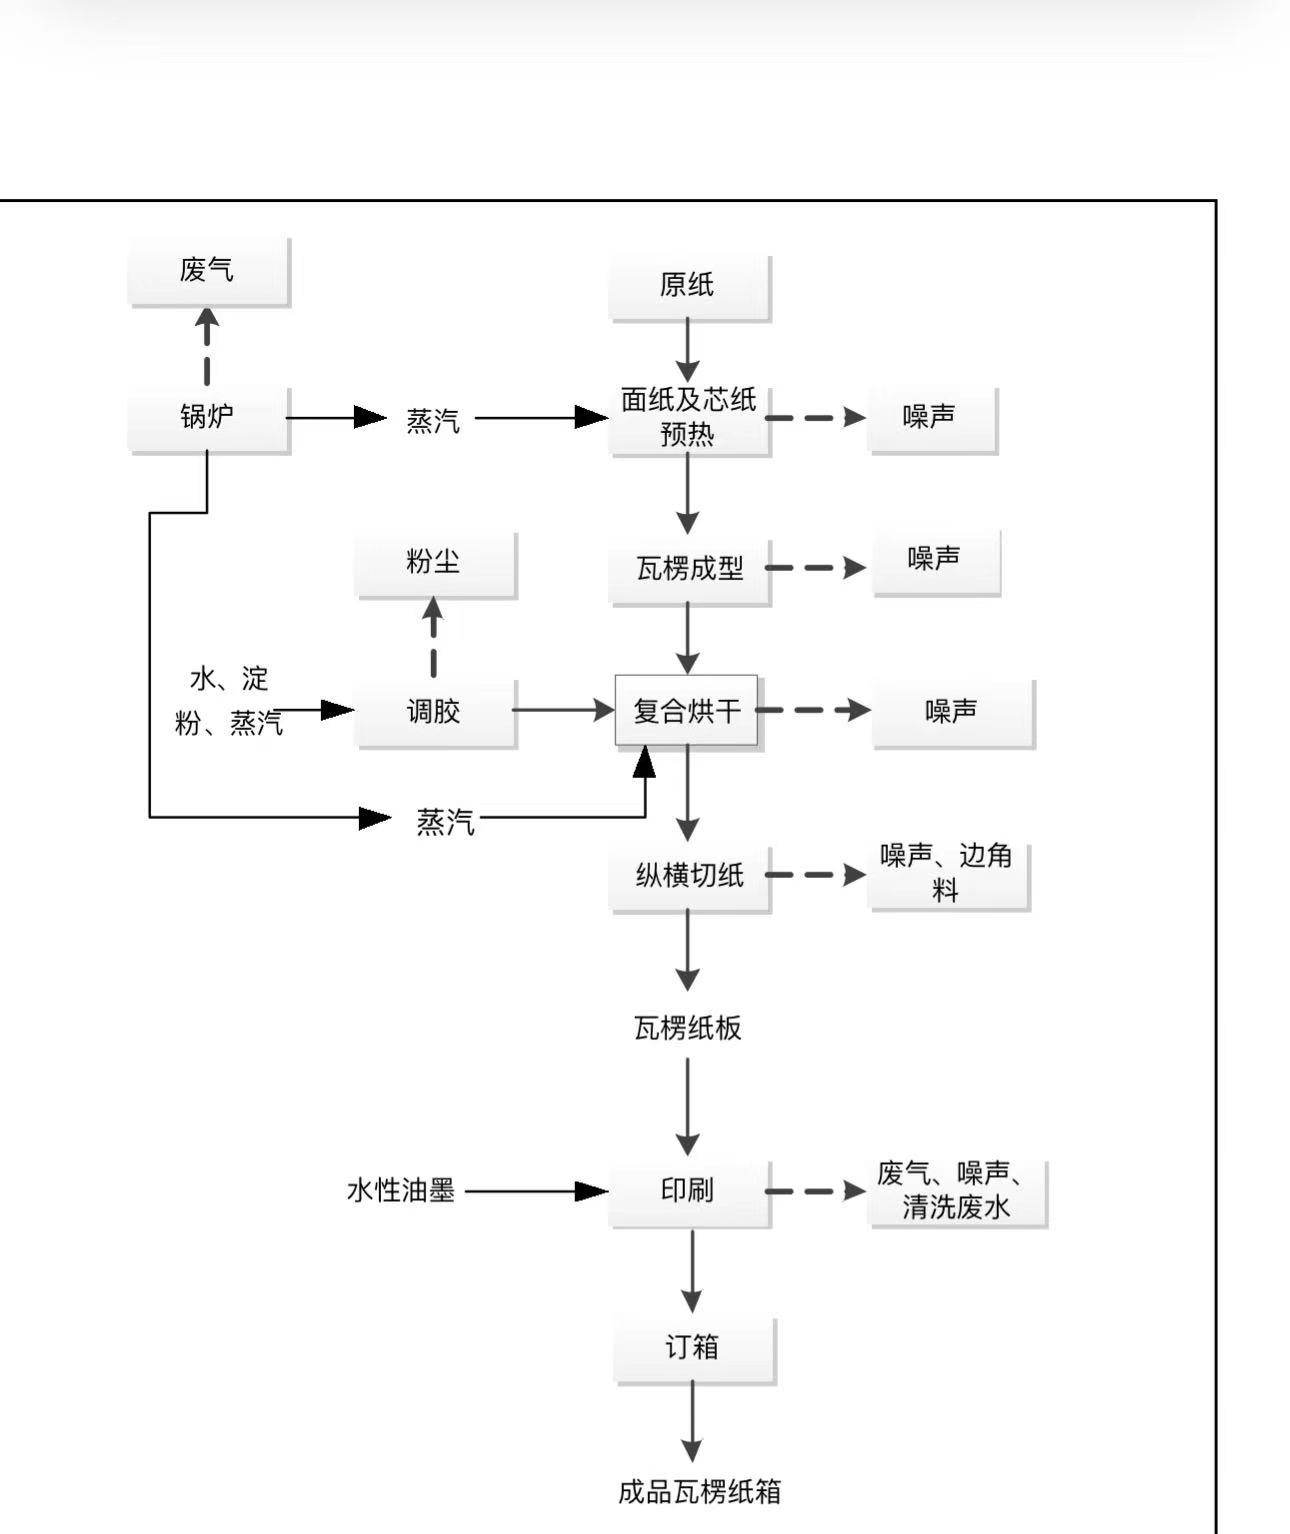 废气
原纸
锅炉
蒸汽
面纸及芯纸
预热
噪声
粉尘
瓦楞成型
噪声
水、淀
粉、蒸汽
调胶
复合烘干
噪声
蒸汽
纵横切纸
噪声、边角
料
瓦楞纸板
水性油墨
印刷
废气、噪声、
清洗废水
订箱
成品瓦楞纸箱